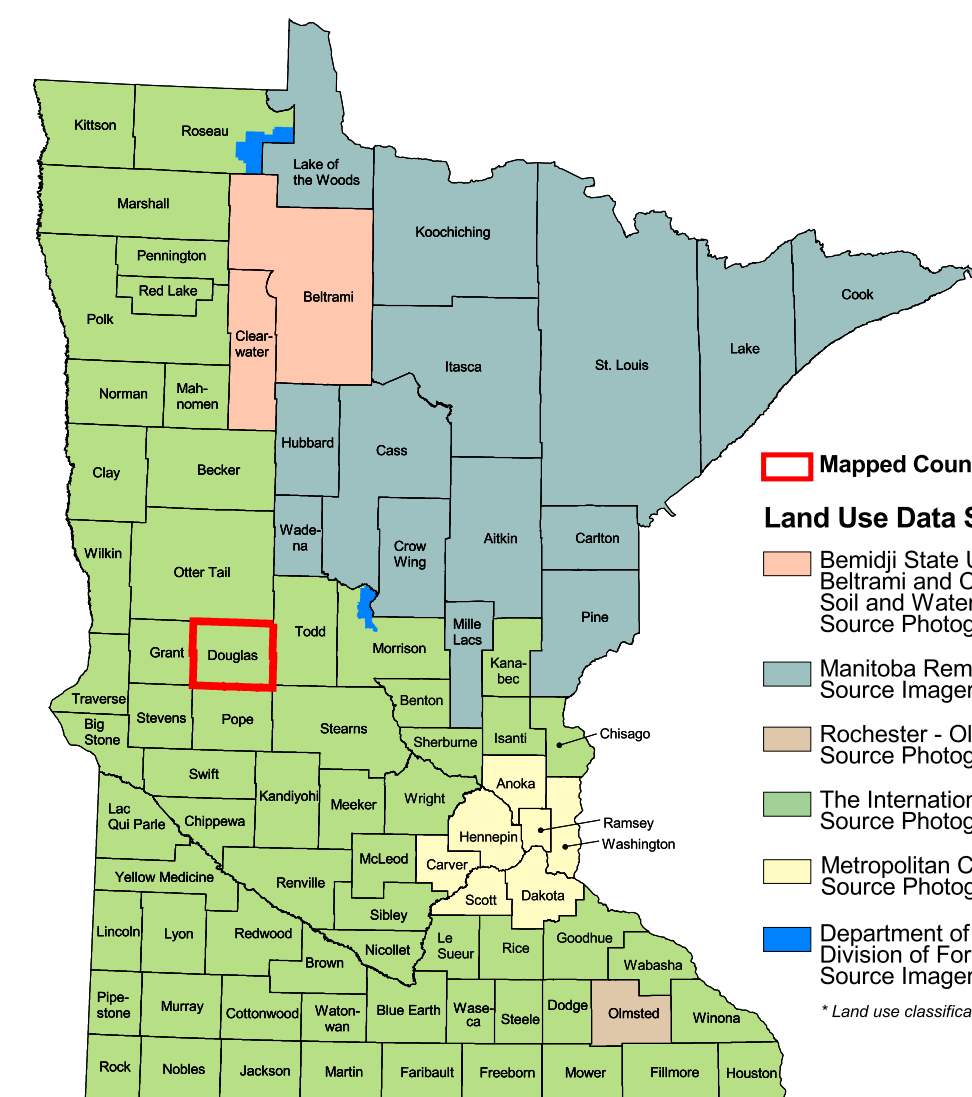 Kittson
Roseau
Lake of
the Woods
Marshall
Koochiching
Pennington
Red Lake
Beltrami
Cook
Polk
Clear-
water
Lake
Itasca
St. Louis
Norman
Mah-
nomen
Hubbard
Cass
Clay
Becker
Wade-
na
Crow
Wing
Aitkin
Carlton
Wilkin
Otter Tail
Todd
Mille
Lacs
Pine
Grant
Douglas
Morrison
Kana-
bec
Traverse
Big
Stone
Stevens
Pope
Stearns
Benton
Sherburne
Isanti
Chisago
Swift
Kandiyohi
Meeker
Wright
Anoka
Lac
Qui Parle
Chippewa
Hennepin
Ramsey
Washington
McLeod
Carver
Yellow Medicine
Renville
Scott
Dakota
Sibley
Lincoln
Lyon
Redwood
Brown
Nicollet
Le
Sueur
Rice
Goodhue
Wabasha
Pipe-
stone
Murray
Cottonwood
Waton-
wan
Blue Earth
Wase-
ca
Steele
Dodge
Olmsted
Winona
Rock
Nobles
Jackson
Martin
Faribault
Freeborn
Mower
Fillmore
Houston
Mapped Coun
Land Use Data S
Bemidji State U
Beltrami and C
Soil and Water
Source Photog
Manitoba Rem
Source Imager
Rochester - Ol
Source Photog
The Internation
Source Photog
Metropolitan C
Source Photog
Department of
Division of For
Source Imager
* Land use classifica